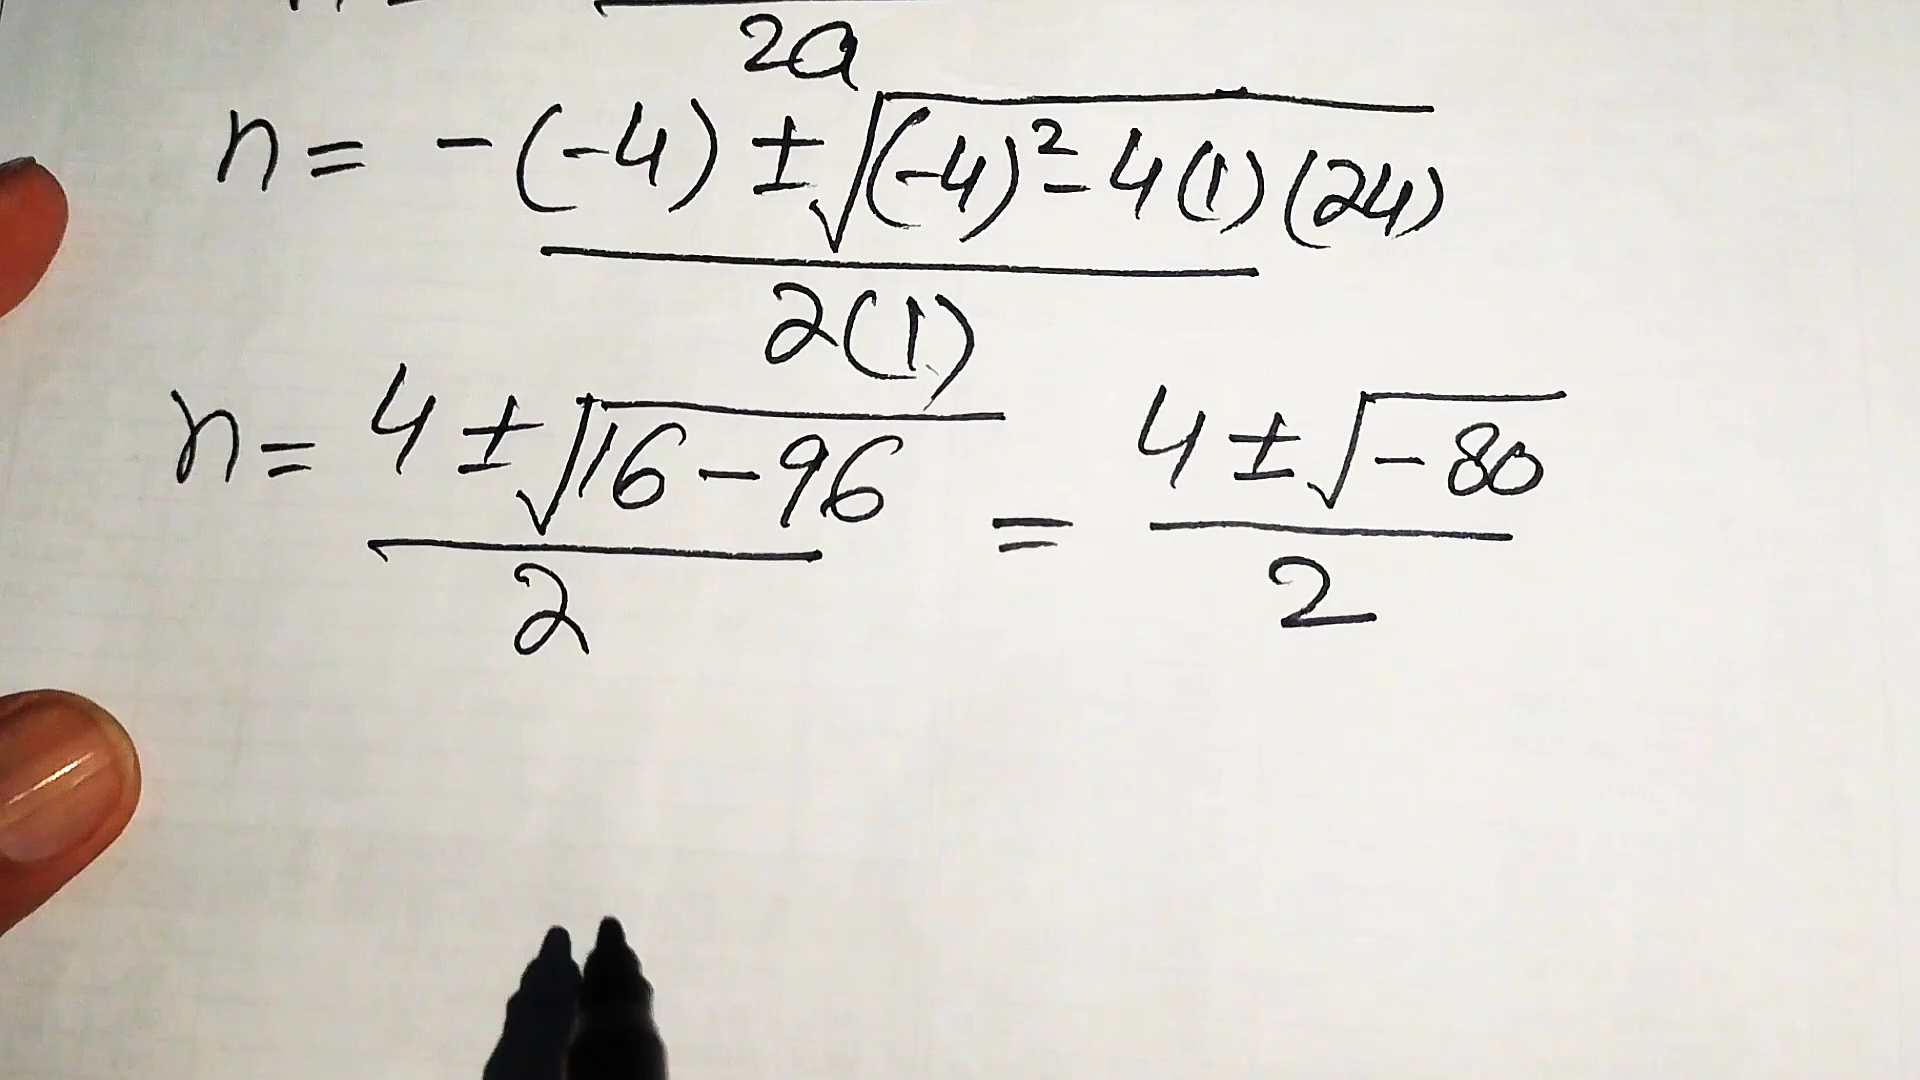 2a
n = -(-4) ± √(-4)² - 4(1)(24)
2(1)
n = 4 ± √16 - 96 / 2 = 4 ± √-80 / 2